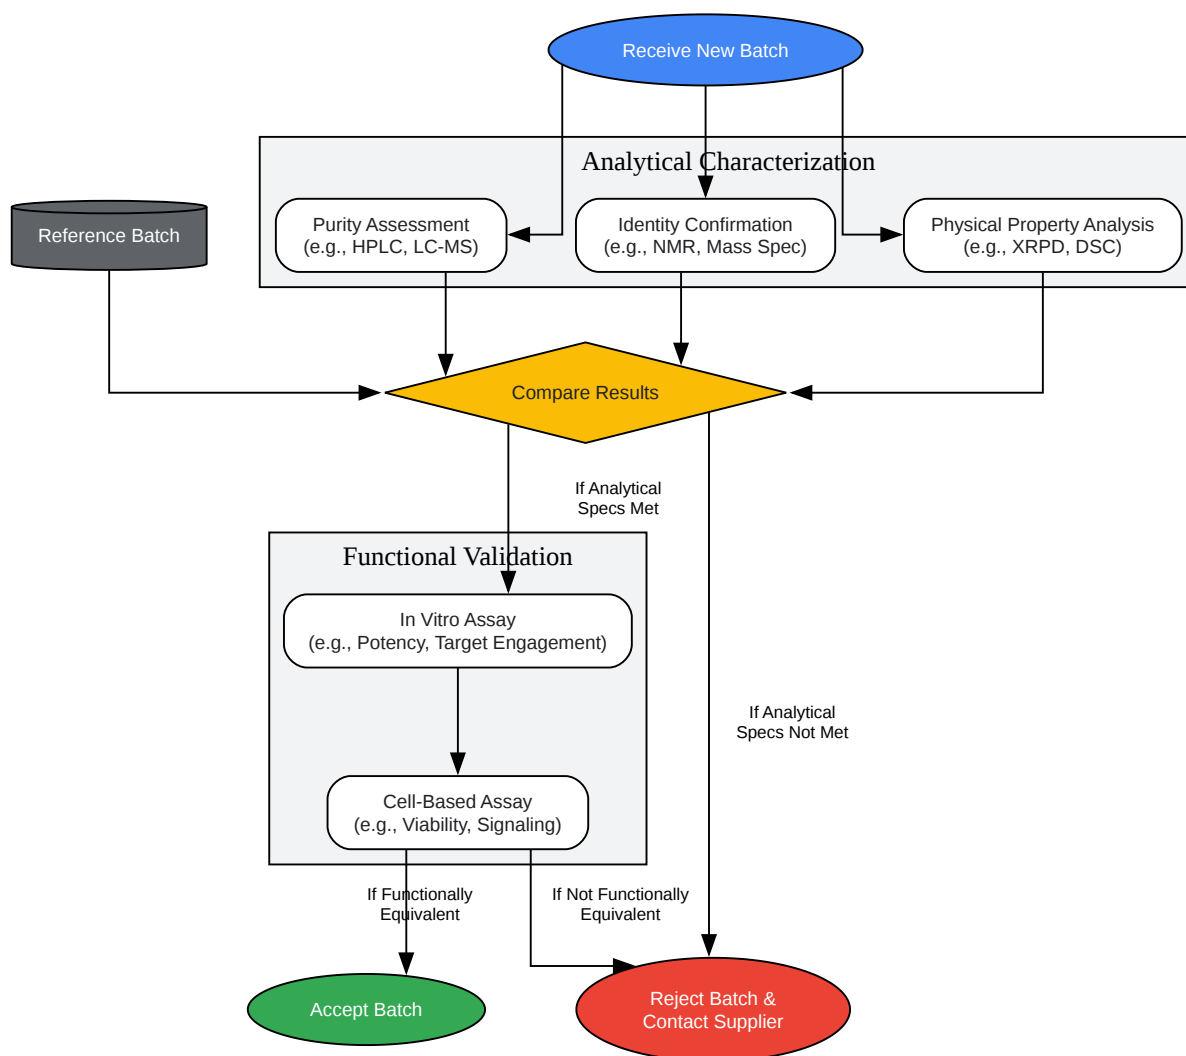 Receive New Batch
Analytical Characterization
Reference Batch
Purity Assessment
(e.g., HPLC, LC-MS)
Identity Confirmation
(e.g., NMR, Mass Spec)
Physical Property Analysis
(e.g., XRPD, DSC)
Compare Results
If Analytical
Specs Met
Functional Validation
In Vitro Assay
(e.g., Potency, Target Engagement)
If Analytical
Specs Not Met
Cell-Based Assay
(e.g., Viability, Signaling)
If Functionally
Equivalent
If Not Functionally
Equivalent
Accept Batch
Reject Batch &
Contact Supplier